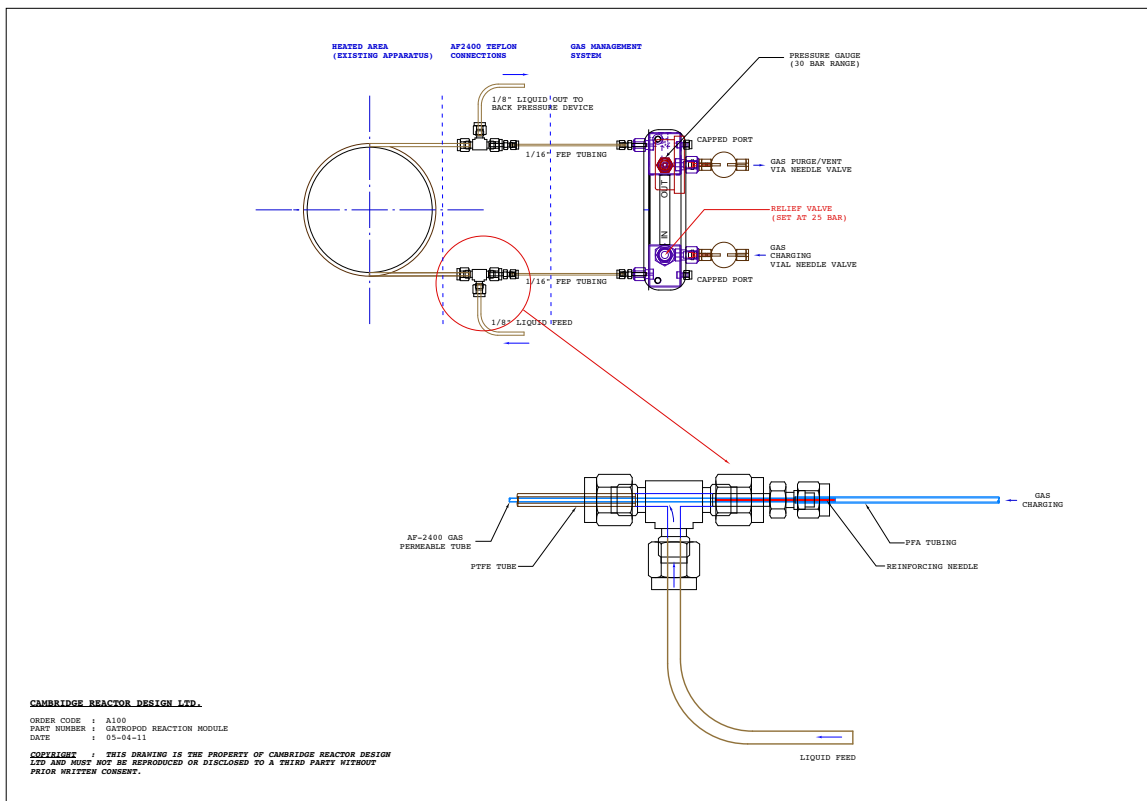 HEATED AREA
(EXISTING APPARATUS)
AF2400 TEFLON
CONNECTIONS
GAS MANAGEMENT
SYSTEM
PRESSURE GAUGE
(30 BAR RANGE)
1/8" LIQUID OUT TO
BACK PRESSURE DEVICE
CAPPED PORT
1/16" FEP TUBING
GAS PURGE/VENT
VIA NEEDLE VALVE
OUT
RELIEF VALVE
(SET AT 25 BAR)
IN
GAS
CHARGING
VIAL NEEDLE VALVE
1/16" FEP TUBING
CAPPED PORT
1/8" LIQUID FEED
GAS
CHARGING
AF-2400 GAS
PERMEABLE TUBE
PFA TUBING
PTFE TUBE
REINFORCING NEEDLE
LIQUID FEED
CAMBRIDGE REACTOR DESIGN LTD.
ORDER CODE : A100
PART NUMBER : GATROPOD REACTION MODULE
DATE : 05-04-11
COPYRIGHT : THIS DRAWING IS THE PROPERTY OF CAMBRIDGE REACTOR DESIGN
LTD AND MUST NOT BE REPRODUCED OR DISCLOSED TO A THIRD PARTY WITHOUT
PRIOR WRITTEN CONSENT.